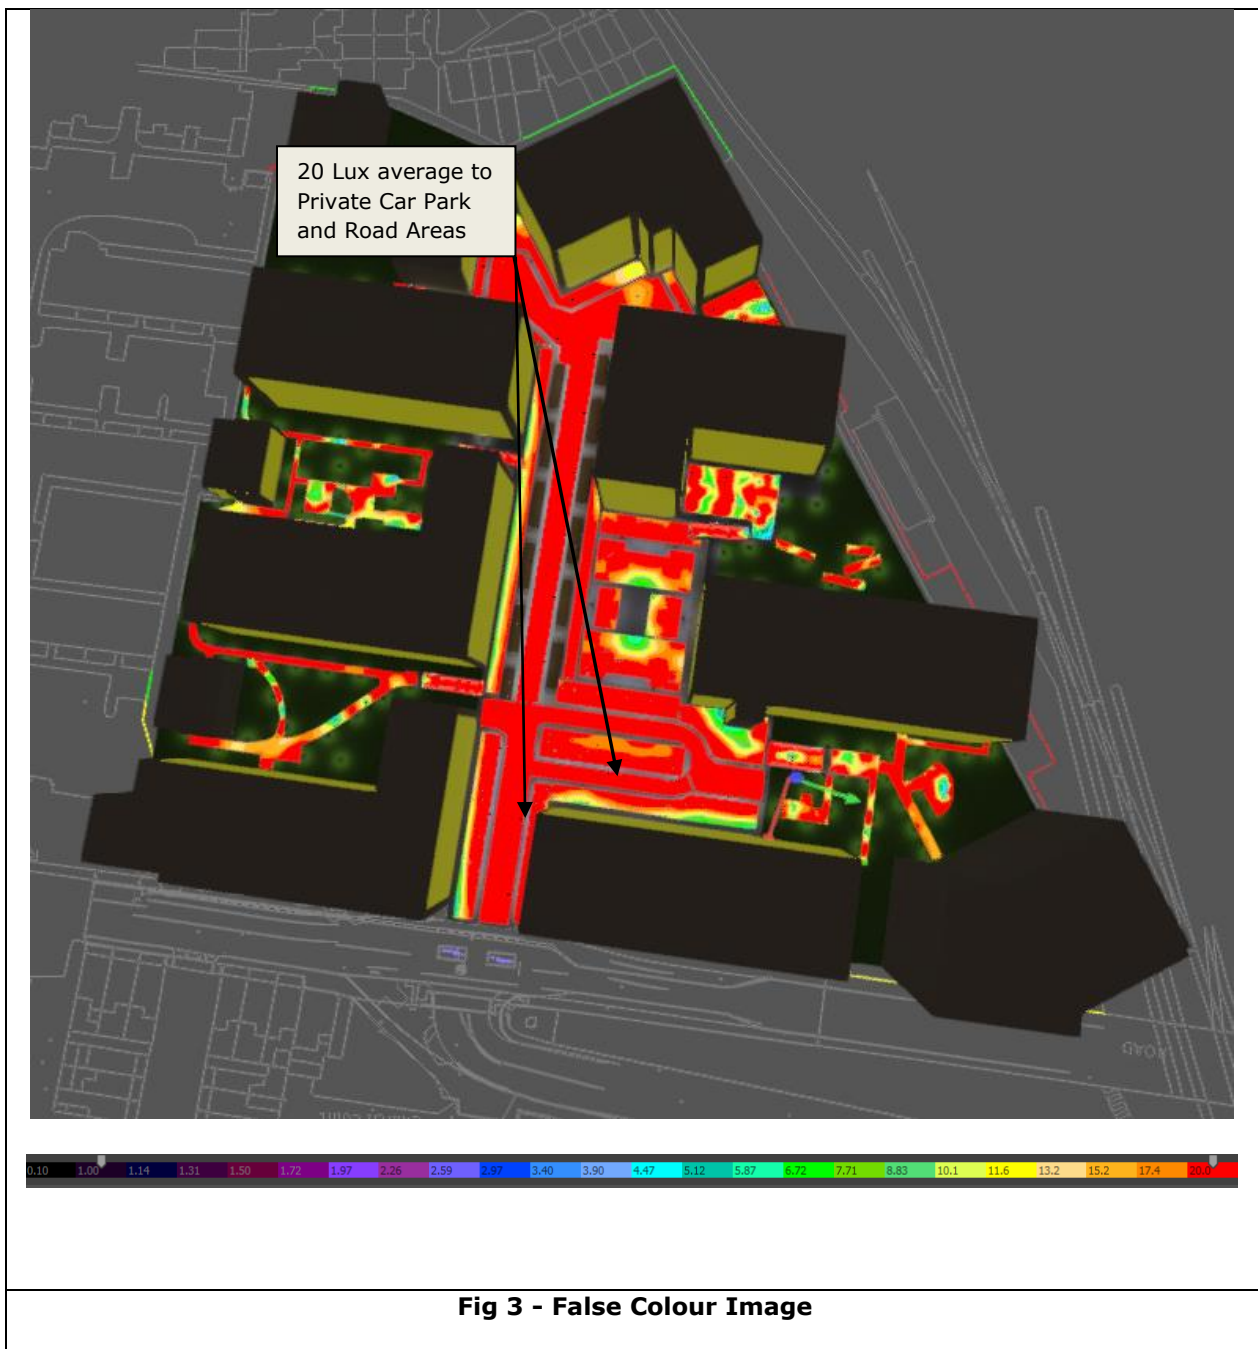 20 Lux average to
Private Car Park
and Road Areas
ROAD
0.10 1.00 1.14 1.31 1.50 1.72 1.97 2.26 2.59 2.97 3.40 3.90 4.47 5.12 5.87 6.72 7.71 8.83 10.1 11.6 13.2 15.2 17.4 20.0
Fig 3 - False Colour Image